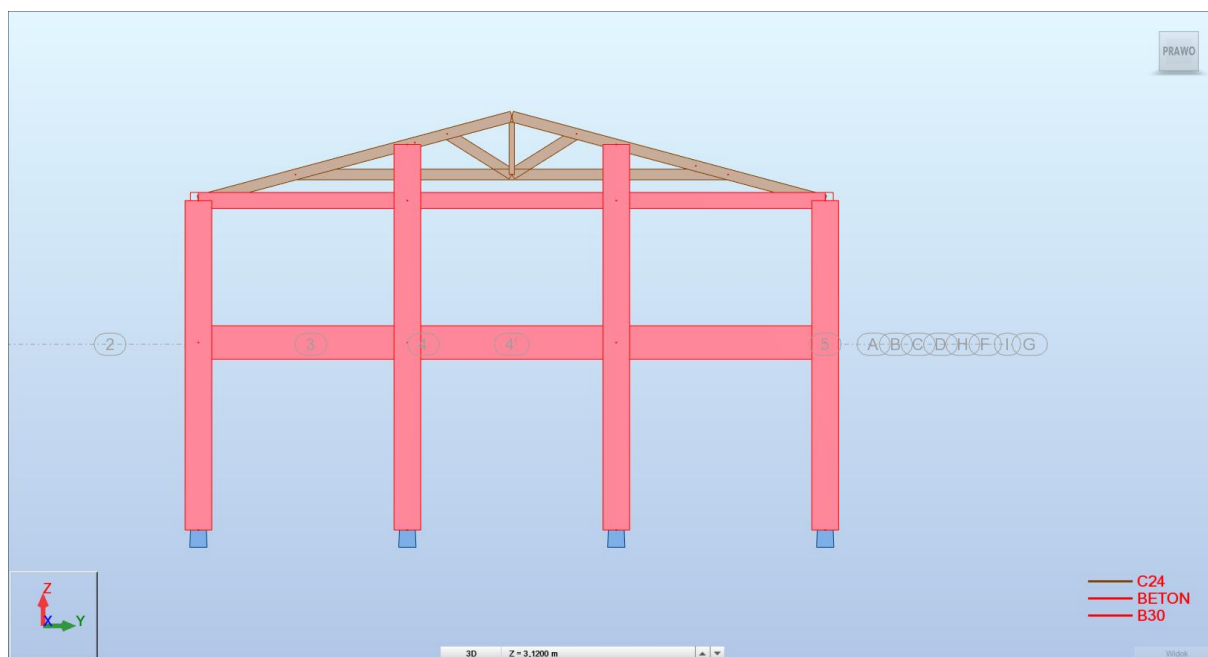 PRAWO
2 3 4 4' 5 A B C D H F I G
Z
X Y
C24
BETON
B30
3D Z = 3,1200 m
Widok